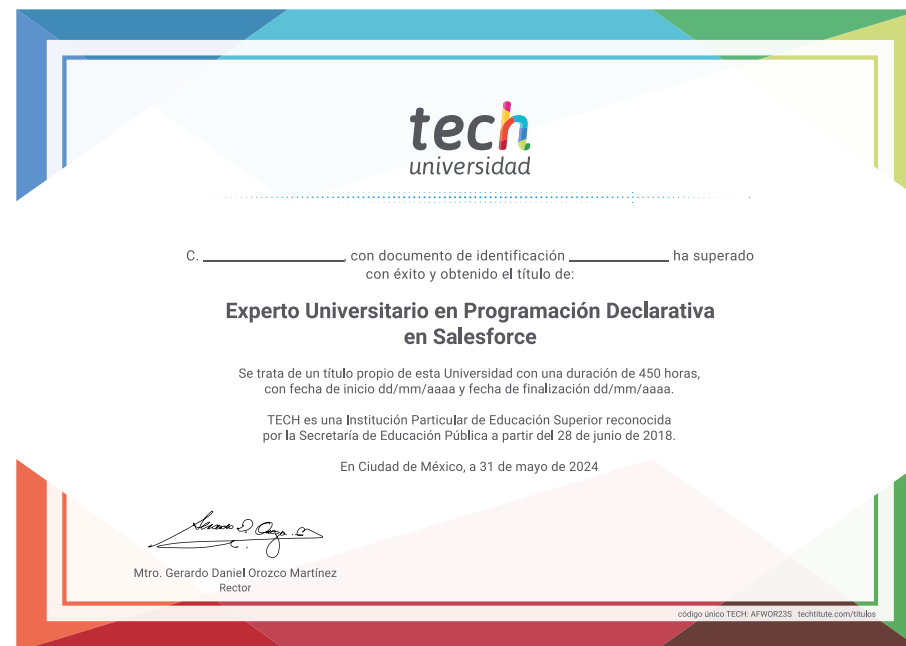 tech
universidad
C. ____________________, con documento de identificación ______________ ha superado
con éxito y obtenido el título de:
Experto Universitario en Programación Declarativa
en Salesforce
Se trata de un título propio de esta Universidad con una duración de 450 horas,
con fecha de inicio dd/mm/aaaa y fecha de finalización dd/mm/aaaa.
TECH es una Institución Particular de Educación Superior reconocida
por la Secretaría de Educación Pública a partir del 28 de junio de 2018.
En Ciudad de México, a 31 de mayo de 2024
Mtro. Gerardo Daniel Orozco Martínez
Rector
código único TECH: AFWOR23S techtitute.com/titulos